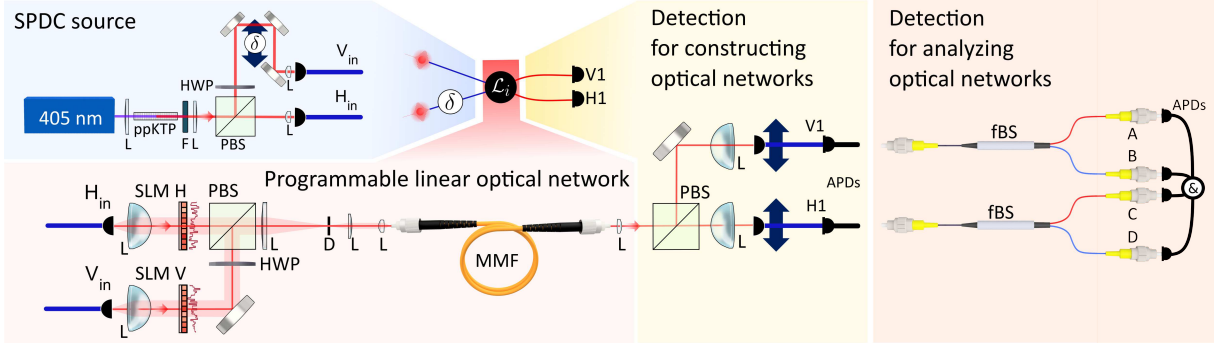 SPDC source
δ
V_in
L
HWP
H_in
405 nm
L
ppKTP
F L
PBS
L
δ
ℒ_i
V1
H1
Programmable linear optical network
H_in
SLM H
PBS
L
L
D
L
L
HWP
V_in
SLM V
L
MMF
L
Detection
for constructing
optical networks
V1
L
PBS
APDs
H1
L
Detection
for analyzing
optical networks
APDs
fBS
A
B
&
fBS
C
D